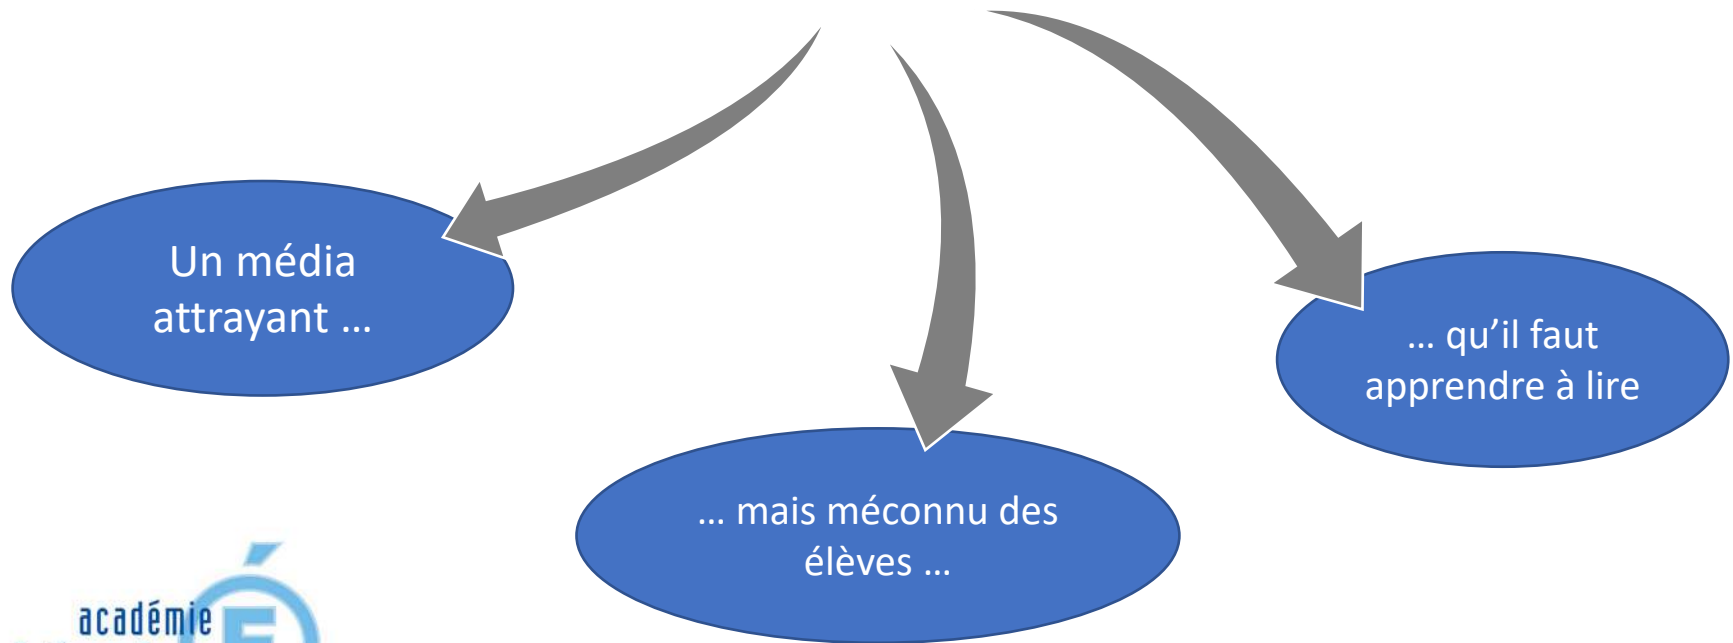 Un média
attrayant …
… mais méconnu des
élèves …
… qu’il faut
apprendre à lire
académie
É